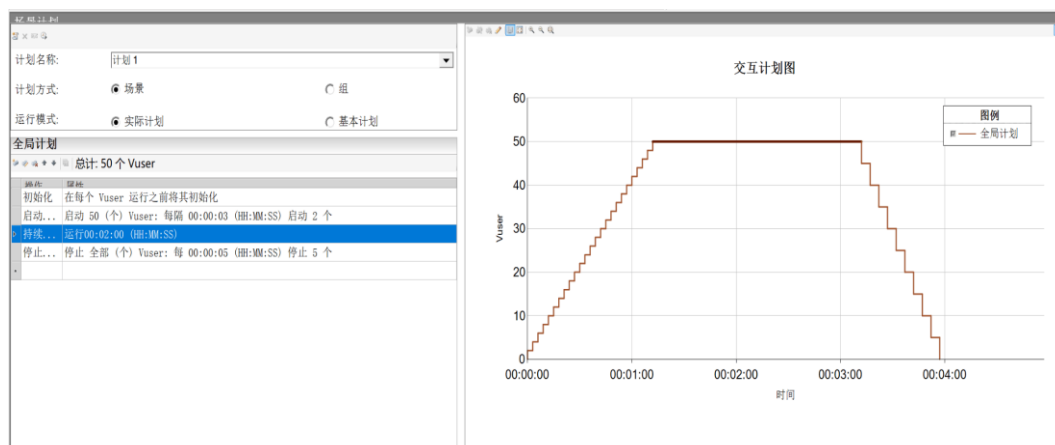 计划名称:
计划 1
计划方式:
场景
组
运行模式:
实际计划
基本计划
全局计划
总计: 50 个 Vuser
操作 属性
初始化 在每个 Vuser 运行之前将其初始化
启动... 启动 50 (个) Vuser: 每隔 00:00:03 (HH:MM:SS) 启动 2 个
持续... 运行00:02:00 (HH:MM:SS)
停止... 停止 全部 (个) Vuser: 每 00:00:05 (HH:MM:SS) 停止 5 个
交互计划图
图例
全局计划
Vuser
60
50
40
30
20
10
0
00:00:00
00:01:00
00:02:00
00:03:00
00:04:00
时间